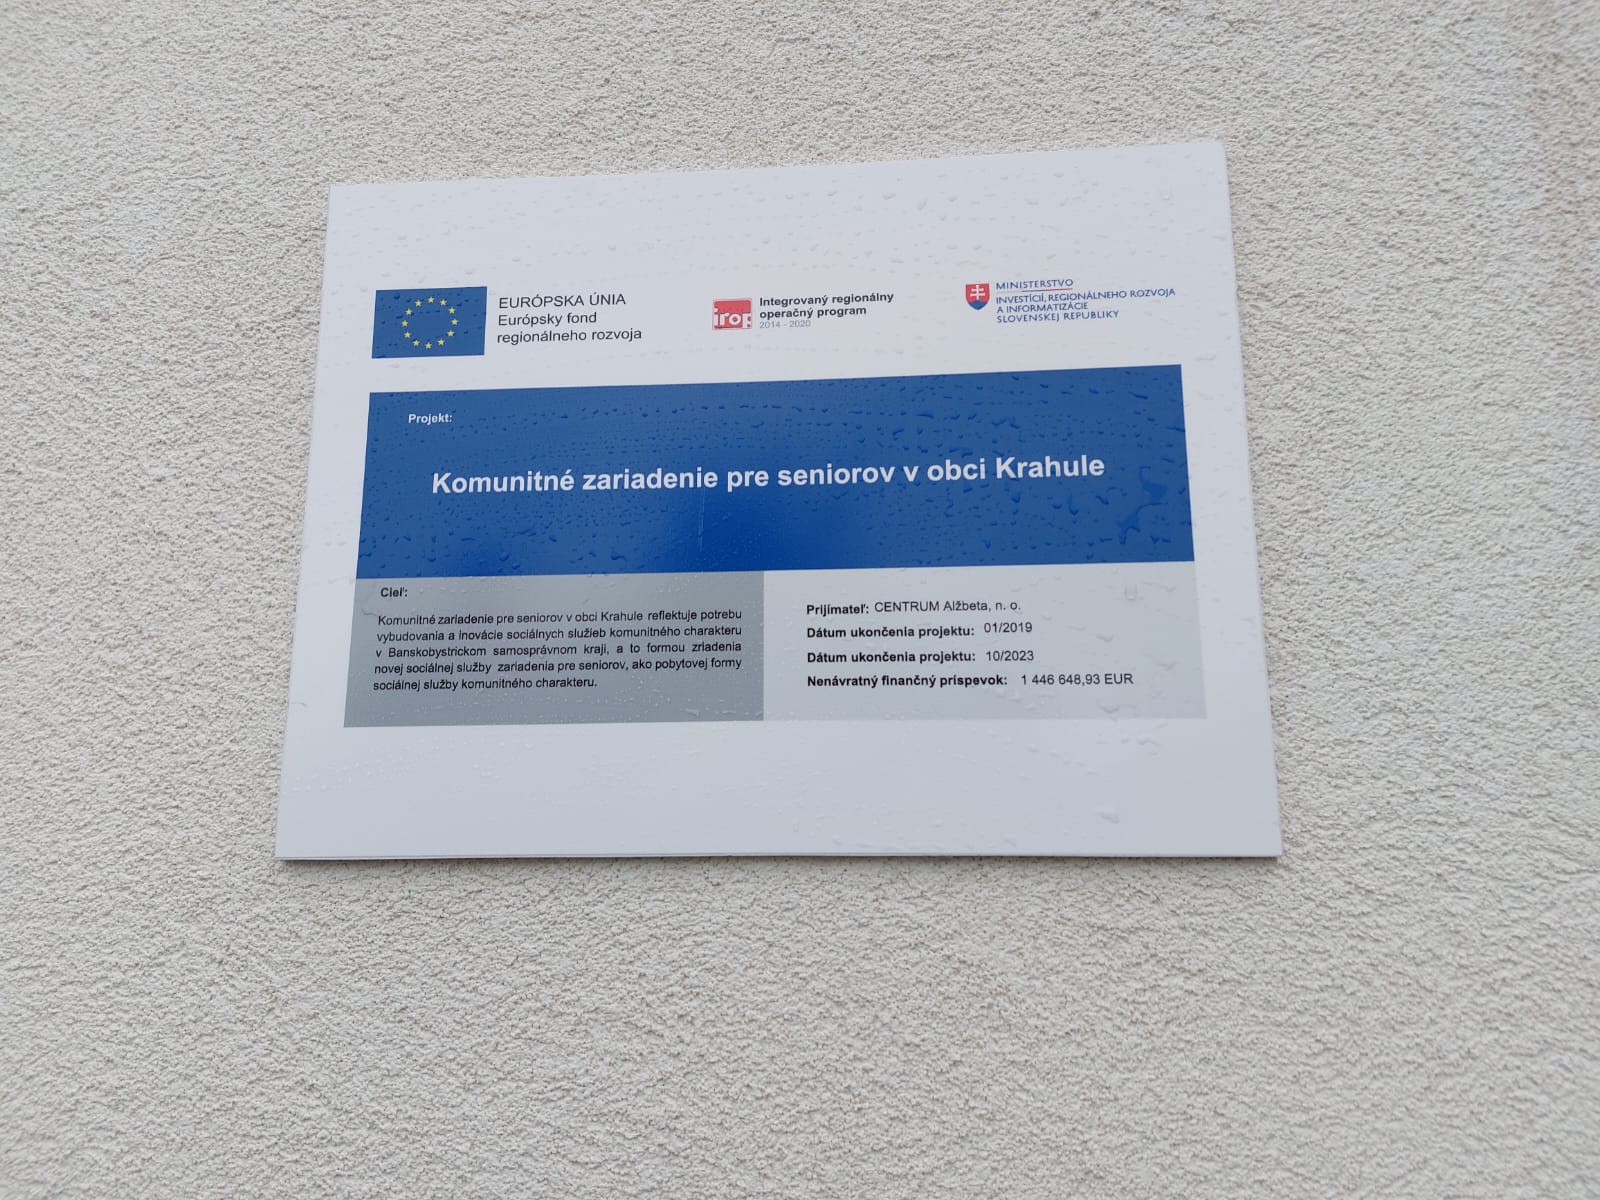 EURÓPSKA ÚNIA
Európsky fond
regionálneho rozvoja
irop
Integrovaný regionálny
operačný program
2014 - 2020
MINISTERSTVO
INVESTÍCIÍ, REGIONÁLNEHO ROZVOJA
A INFORMATIZÁCIE
SLOVENSKEJ REPUBLIKY
Projekt:
Komunitné zariadenie pre seniorov v obci Krahule
Cieľ:
Komunitné zariadenie pre seniorov v obci Krahule reflektuje potrebu
vybudovania a inovácie sociálnych služieb komunitného charakteru
v Banskobystrickom samosprávnom kraji, a to formou zriadenia
novej sociálnej služby zariadenia pre seniorov, ako pobytovej formy
sociálnej služby komunitného charakteru.
Prijímateľ: CENTRUM Alžbeta, n. o.
Dátum ukončenia projektu: 01/2019
Dátum ukončenia projektu: 10/2023
Nenávratný finančný príspevok: 1 446 648,93 EUR